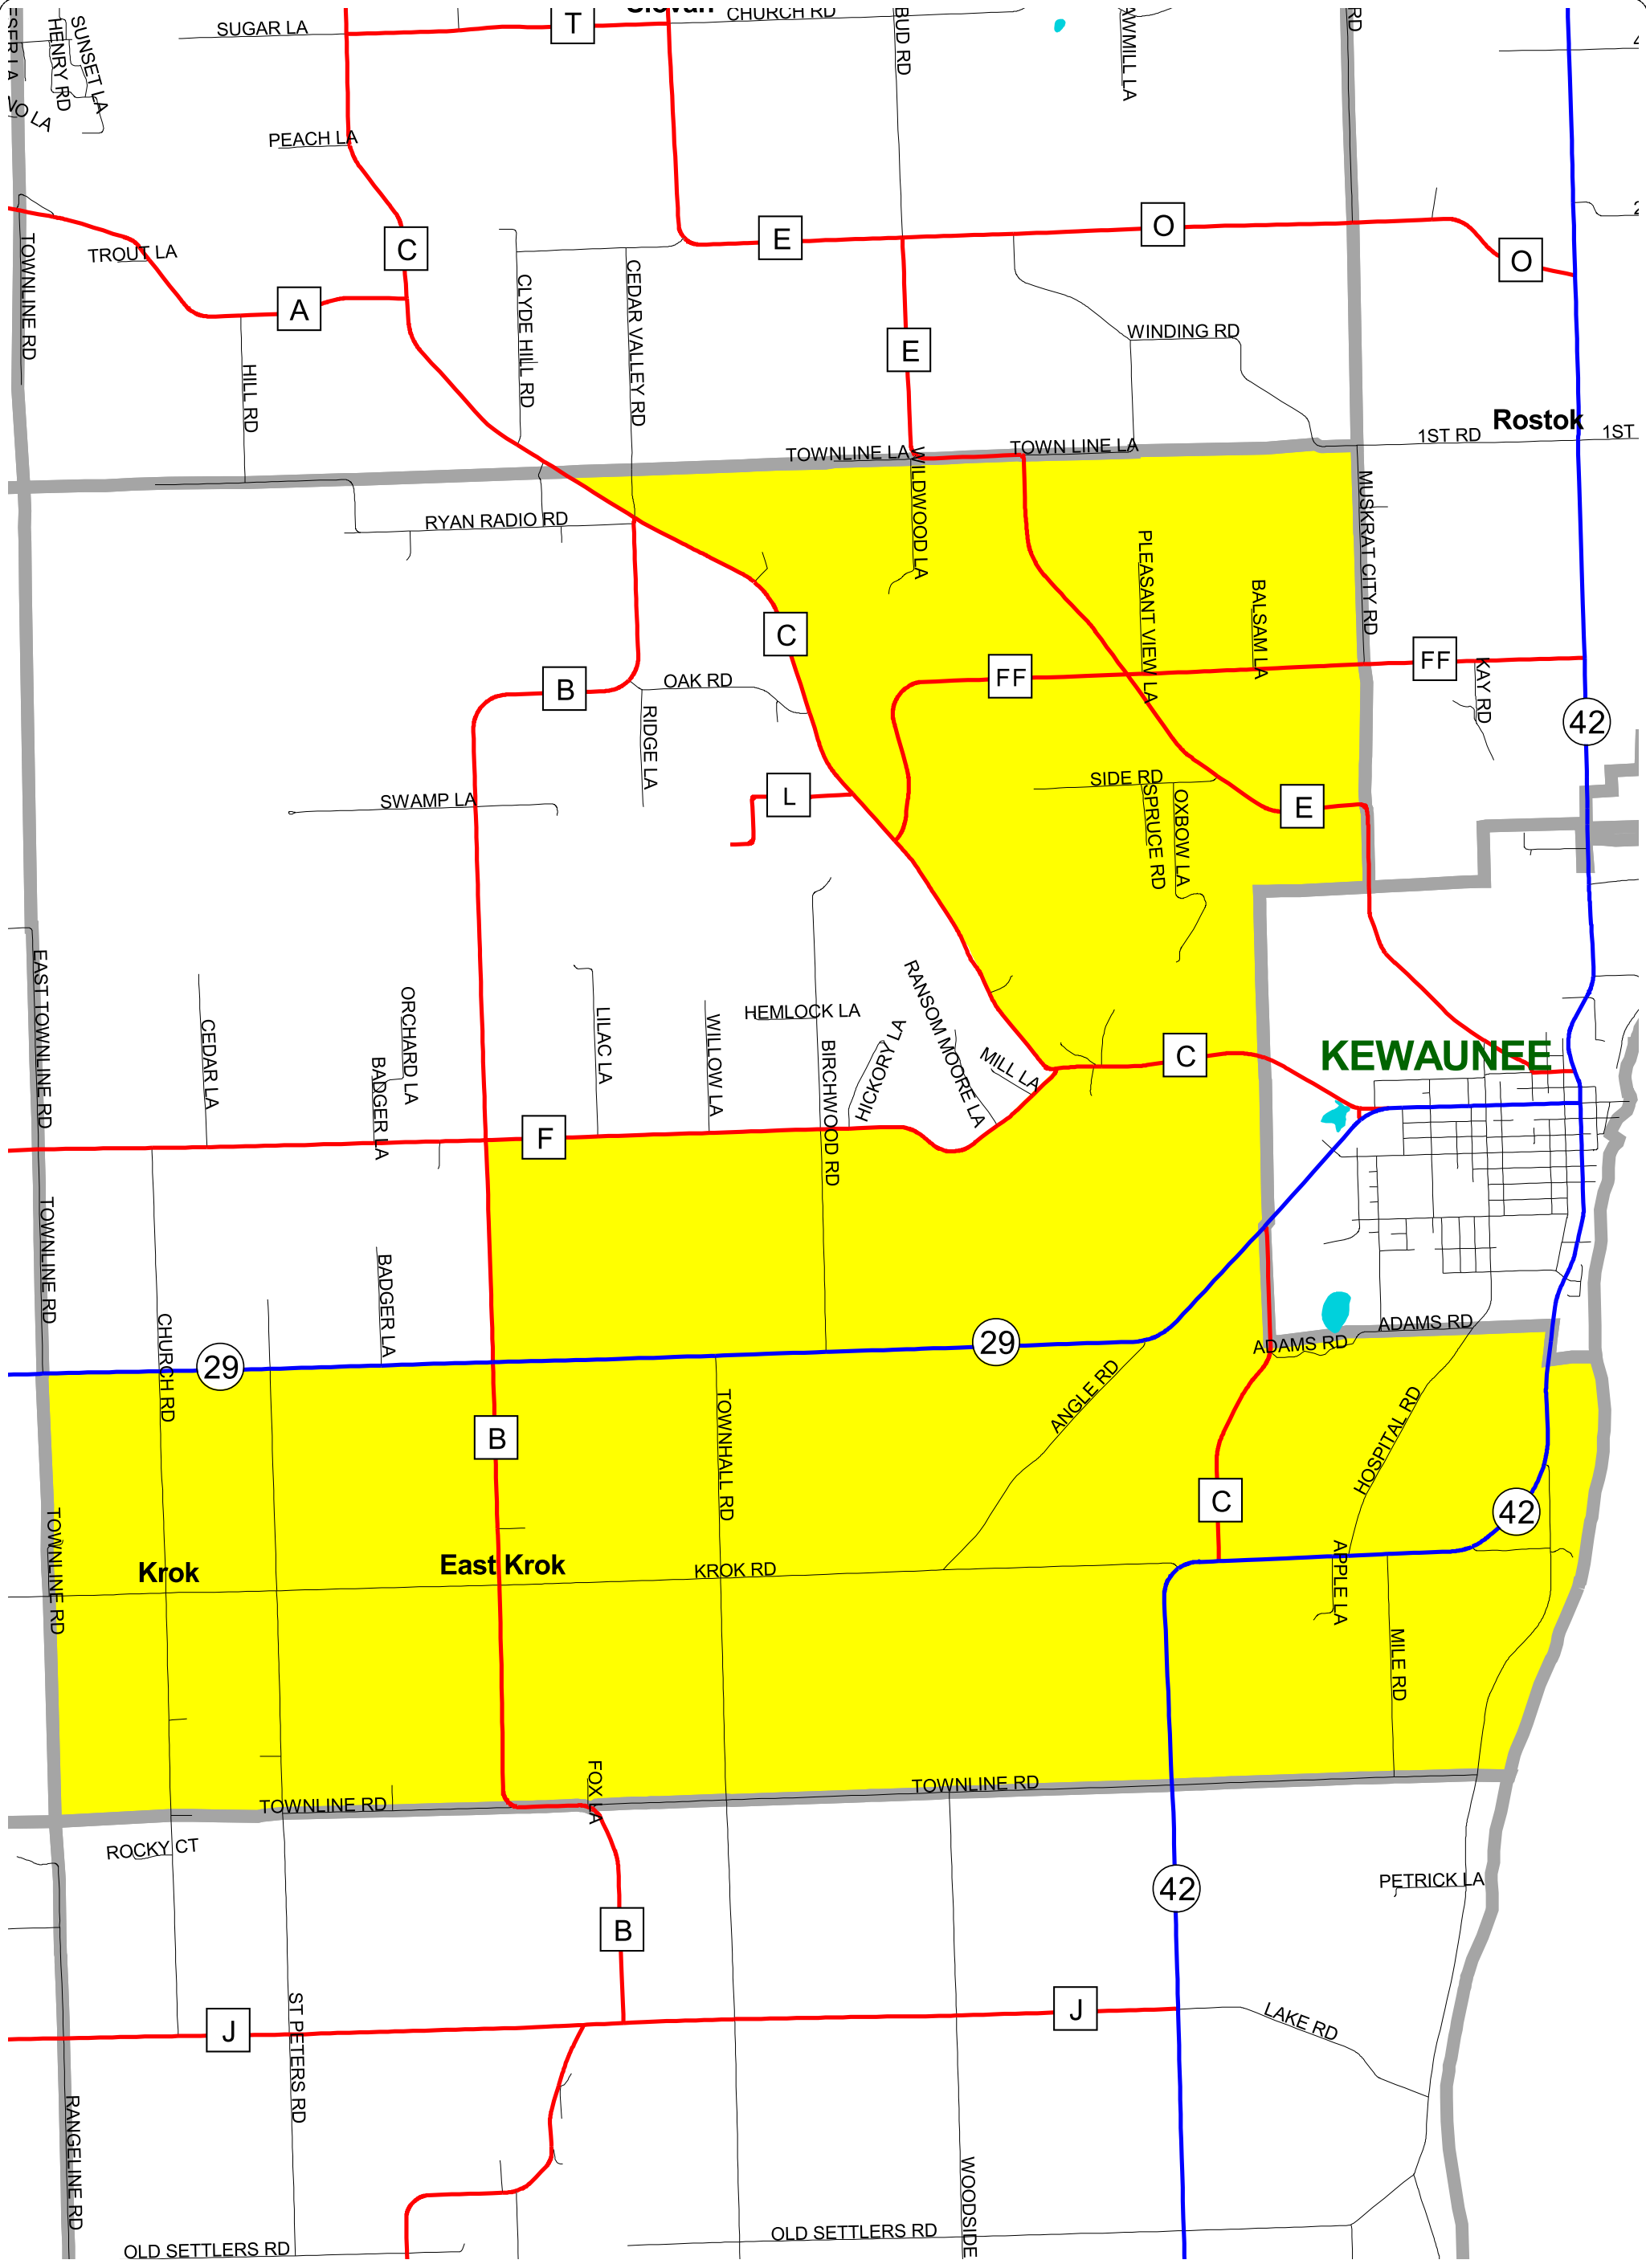 Slovan
CHURCH RD
SUGAR LA
T
SUNSET LA
HENRY RD
BUD RD
RD
PEACH LA
C
E
O
O
TROUT LA
TOWNLINE RD
A
CLYDE HILL RD
CEDAR VALLEY RD
E
WINDING RD
HILL RD
Rostok
1ST RD
1ST
TOWNLINE LA
TOWN LINE LA
WILDWOOD LA
MUSKRAT CITY RD
RYAN RADIO RD
PLEASANT VIEW LA
BALSAM LA
C
FF
FF
KAY RD
B
OAK RD
RIDGE LA
42
SIDE RD
SPRUCE RD
OXBOW LA
L
E
SWAMP LA
EAST TOWNLINE RD
CEDAR LA
ORCHARD LA
BADGER LA
LILAC LA
WILLOW LA
HEMLOCK LA
BIRCHWOOD RD
HICKORY LA
RANSOM MOORE LA
MILL LA
C
KEWAUNEE
F
TOWNLINE RD
BADGER LA
CHURCH RD
29
29
ADAMS RD
ADAMS RD
ANGLE RD
TOWNHALL RD
HOSPITAL RD
B
C
42
TOWNLINE RD
Krok
East Krok
KROK RD
APPLE LA
MILE RD
FOX LA
TOWNLINE RD
TOWNLINE RD
ROCKY CT
PETRICK LA
42
B
J
J
LAKE RD
ST PETERS RD
RANGELINE RD
WOODSIDE
OLD SETTLERS RD
OLD SETTLERS RD